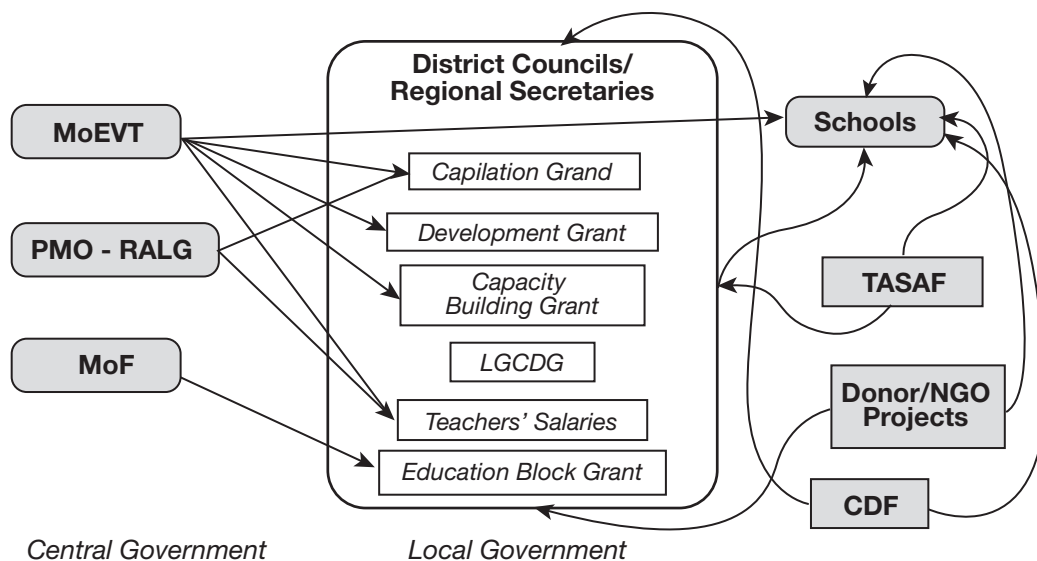 District Councils/
Regional Secretaries
MoEVT
Schools
Capilation Grand
PMO - RALG
Development Grant
Capacity
Building Grant
TASAF
MoF
LGCDG
Donor/NGO
Projects
Teachers' Salaries
Education Block Grant
CDF
Central Government
Local Government